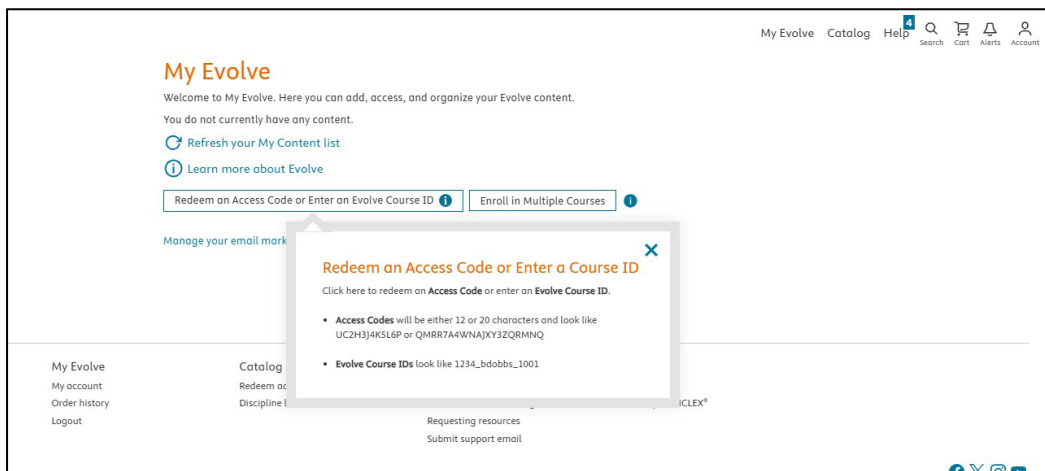 My Evolve Catalog Help 4 Search Cart Alerts Account
My Evolve
Welcome to My Evolve. Here you can add, access, and organize your Evolve content.
You do not currently have any content.
Refresh your My Content list
Learn more about Evolve
Redeem an Access Code or Enter an Evolve Course ID Enroll in Multiple Courses
Manage your email mark
Redeem an Access Code or Enter a Course ID
Click here to redeem an Access Code or enter an Evolve Course ID.
• Access Codes will be either 12 or 20 characters and look like
UC2H3J4K5L6P or QMRR7A4WNAJXY3ZQRMNQ
• Evolve Course IDs look like 1234_bdobbs_1001
My Evolve
My account
Order history
Logout
Catalog
Redeem ac
Discipline
Requesting resources
Submit support email
ICLEX®